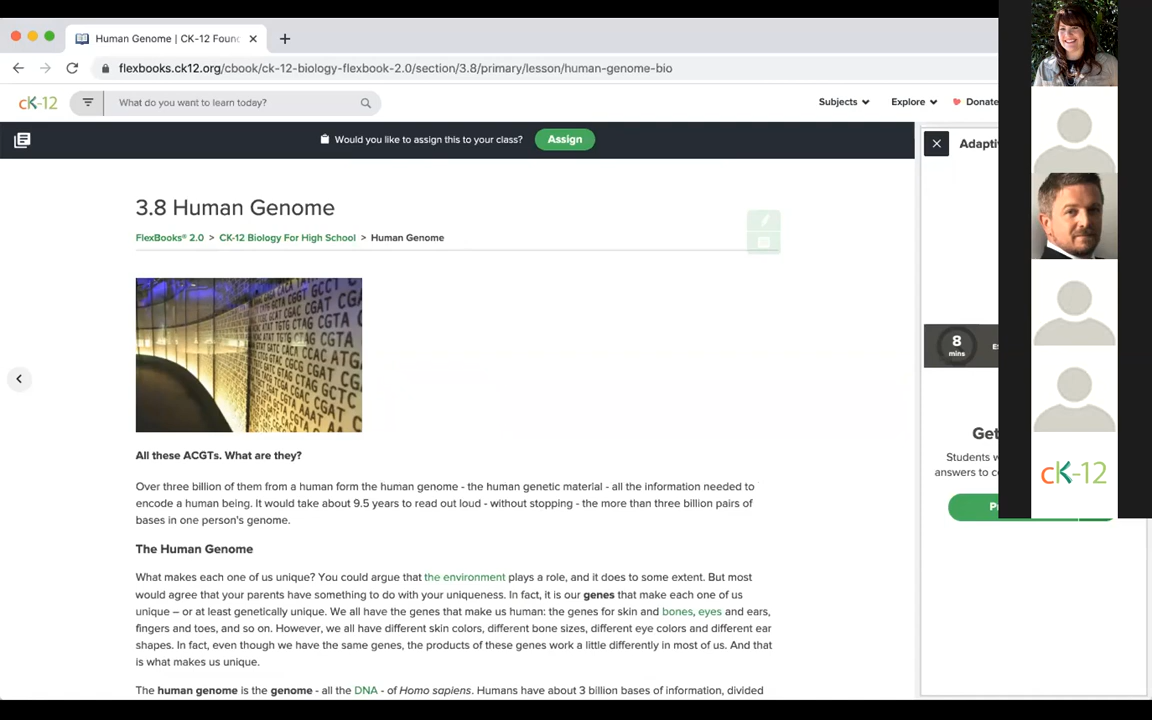 Human Genome | CK-12 Foun
flexbooks.ck12.org/cbook/ck-12-biology-flexbook-2.0/section/3.8/primary/lesson/human-genome-bio
cK-12
What do you want to learn today?
Subjects
Explore
Donate
Would you like to assign this to your class?
Assign
3.8 Human Genome
FlexBooks® 2.0 > CK-12 Biology For High School > Human Genome
All these ACGTs. What are they?
Over three billion of them from a human form the human genome - the human genetic material - all the information needed to
encode a human being. It would take about 9.5 years to read out loud - without stopping - the more than three billion pairs of
bases in one person's genome.
The Human Genome
What makes each one of us unique? You could argue that the environment plays a role, and it does to some extent. But most
would agree that your parents have something to do with your uniqueness. In fact, it is our genes that make each one of us
unique – or at least genetically unique. We all have the genes that make us human: the genes for skin and bones, eyes and ears,
fingers and toes, and so on. However, we all have different skin colors, different bone sizes, different eye colors and different ear
shapes. In fact, even though we have the same genes, the products of these genes work a little differently in most of us. And that
is what makes us unique.
The human genome is the genome - all the DNA - of Homo sapiens. Humans have about 3 billion bases of information, divided
Adapti
8
mins
Get
Students
answers to
cK-12